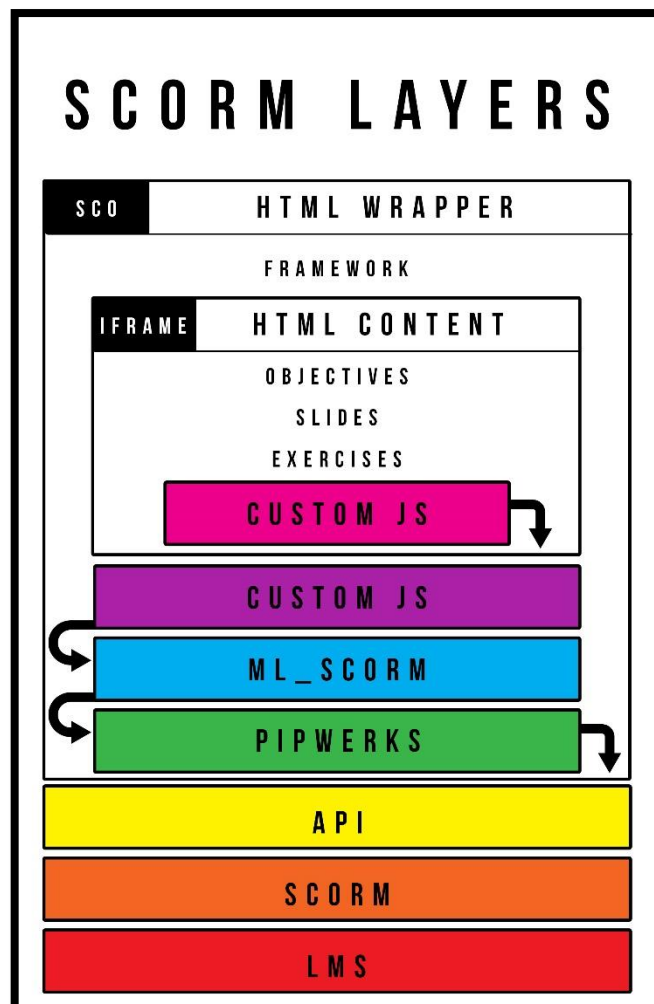 SCORM LAYERS
SCO HTML WRAPPER
FRAMEWORK
IFRAME HTML CONTENT
OBJECTIVES
SLIDES
EXERCISES
CUSTOM JS
CUSTOM JS
ML_SCORM
PIPWERKS
API
SCORM
LMS